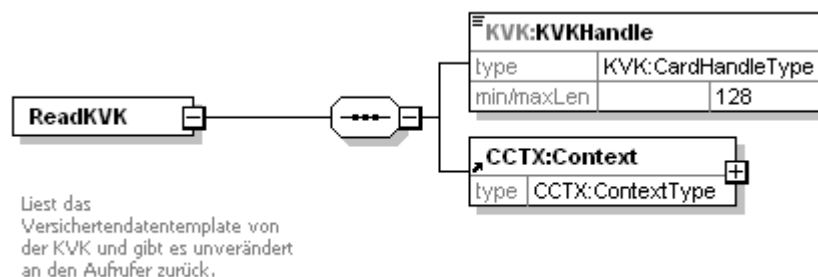 KVK:KVKHandle
type KVK:CardHandleType
min/maxLen 128
ReadKVK
CCTX:Context
type CCTX:ContextType
Liest das
Versichertendatentemplate von
der KVK und gibt es unverändert
an den Aufrufer zurück.